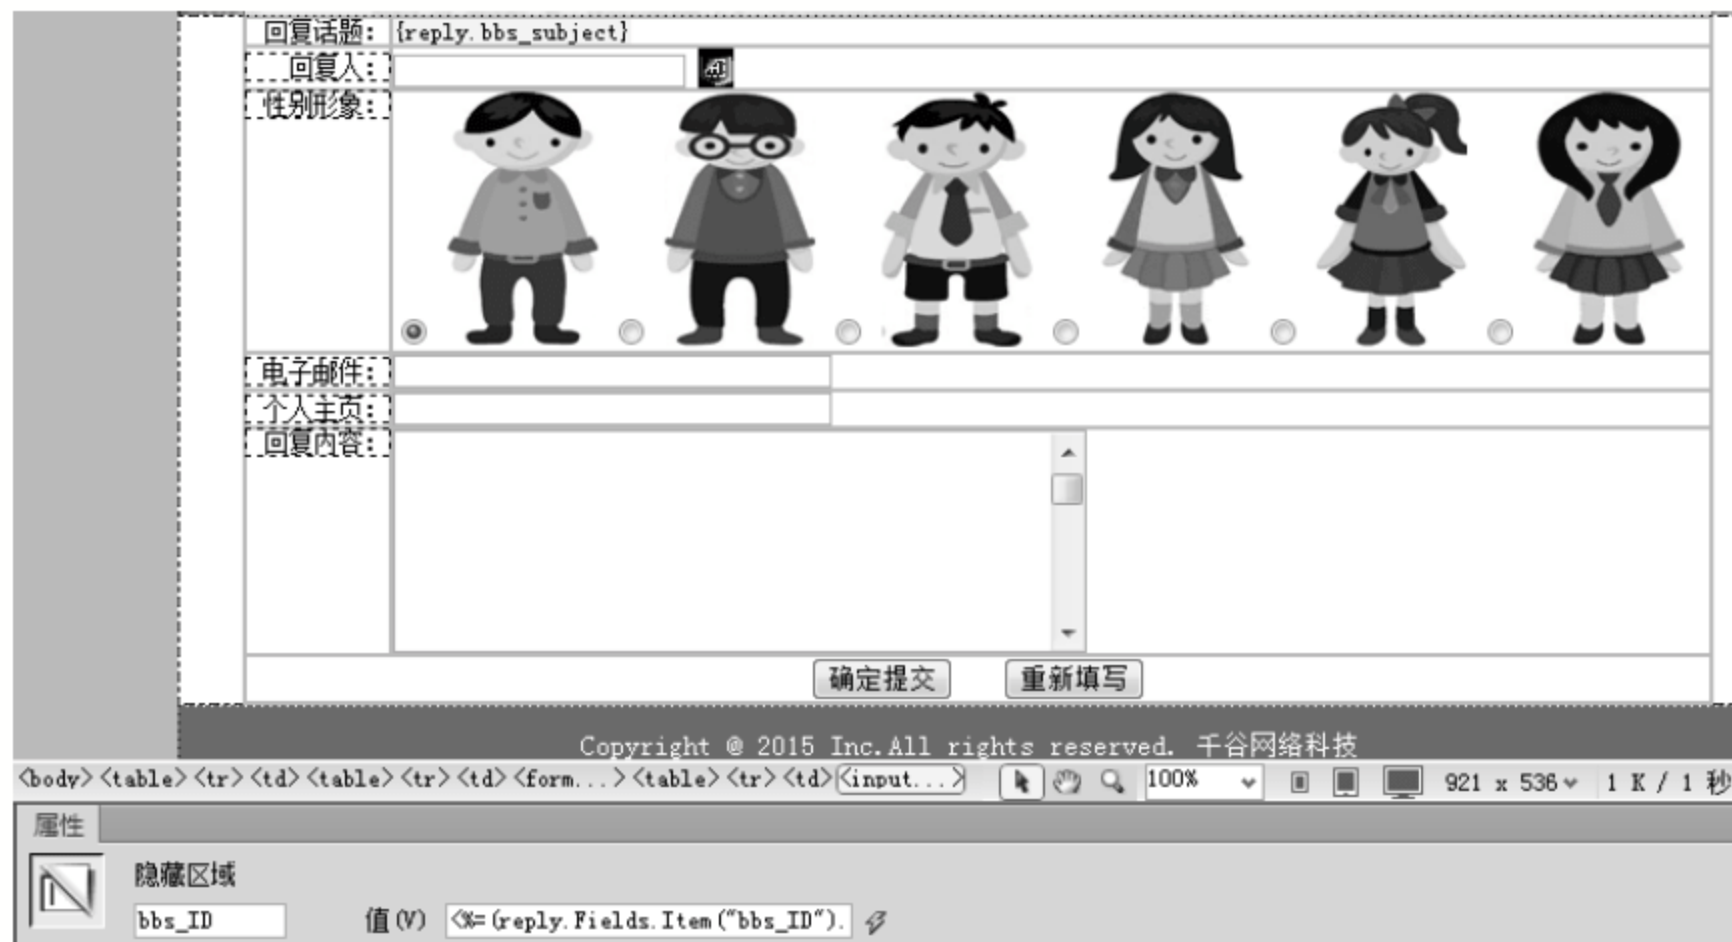 回复话题：{reply.bbs_subject}
回复人：
性别形象：
电子邮件：
个人主页：
回复内容：
确定提交 重新填写
Copyright @ 2015 Inc.All rights reserved. 千谷网络科技
<body><table><tr><td><table><tr><td><form...><table><tr><td><input...> 100% 921 x 536 1 K / 1 秒
属性
隐藏区域
bbs_ID 值(V) <%=(reply.Fields.Item("bbs_ID").